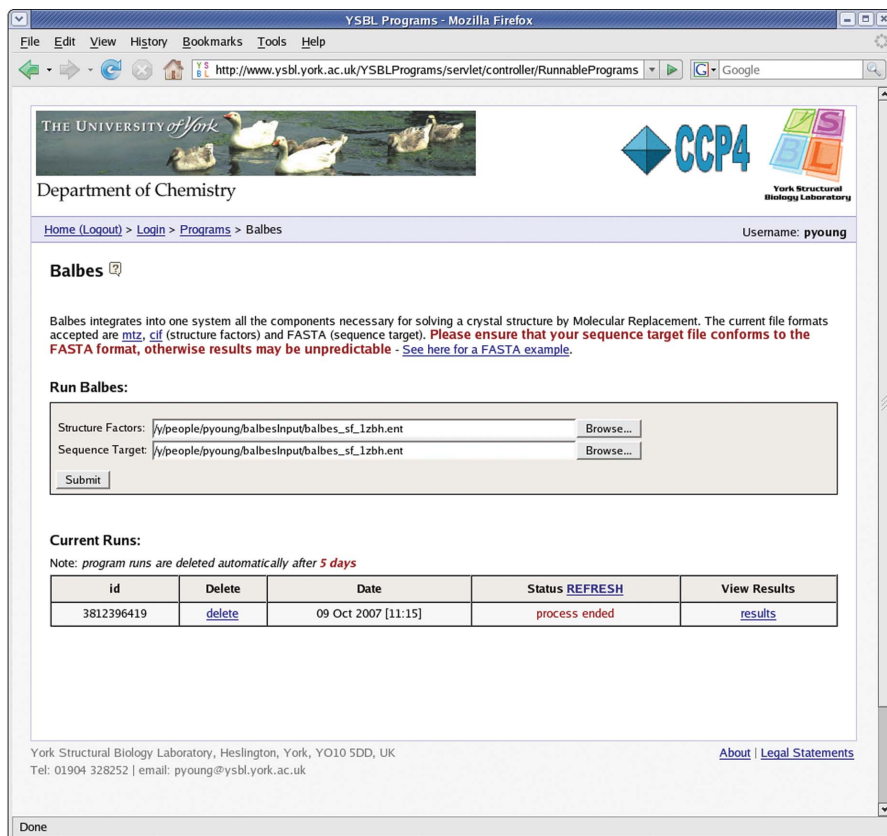 YSBL Programs - Mozilla Firefox
File Edit View History Bookmarks Tools Help
http://www.ysbl.york.ac.uk/YSBLPrograms/servlet/controller/RunnablePrograms
G Google
THE UNIVERSITY of York
Department of Chemistry
CCP4
YSBL
York Structural
Biology Laboratory
Home (Logout) > Login > Programs > Balbes
Username: pyoung
Balbes ?
Balbes integrates into one system all the components necessary for solving a crystal structure by Molecular Replacement. The current file formats
accepted are mtz, cif (structure factors) and FASTA (sequence target). Please ensure that your sequence target file conforms to the
FASTA format, otherwise results may be unpredictable - See here for a FASTA example.
Run Balbes:
Structure Factors: /y/people/pyoung/balbesInput/balbes_sf_1zbh.ent Browse...
Sequence Target: /y/people/pyoung/balbesInput/balbes_sf_1zbh.ent Browse...
Submit
Current Runs:
Note: program runs are deleted automatically after 5 days
id Delete Date Status REFRESH View Results
3812396419 delete 09 Oct 2007 [11:15] process ended results
York Structural Biology Laboratory, Heslington, York, YO10 5DD, UK
About | Legal Statements
Tel: 01904 328252 | email: pyoung@ysbl.york.ac.uk
Done